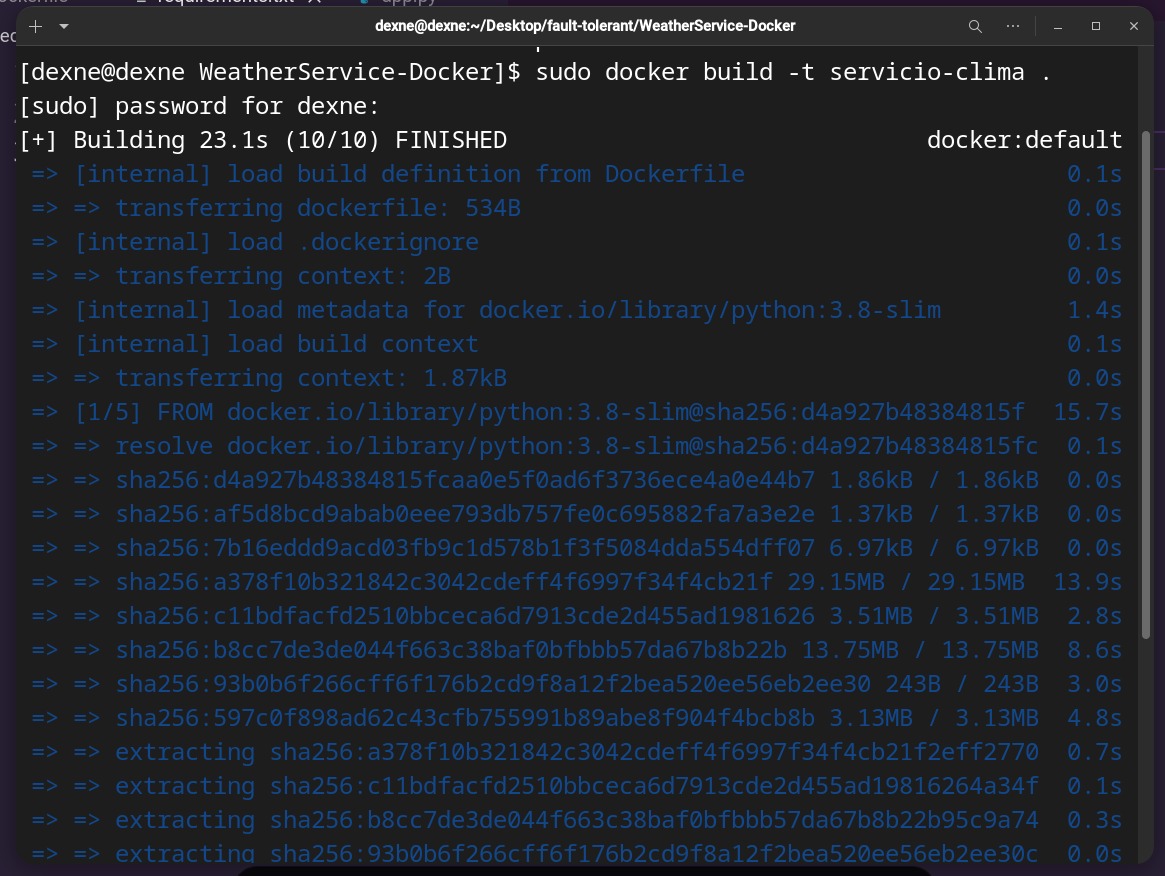 dexne@dexne:~/Desktop/fault-tolerant/WeatherService-Docker
[dexne@dexne WeatherService-Docker]$ sudo docker build -t servicio-clima .
[sudo] password for dexne:
[+] Building 23.1s (10/10) FINISHED docker:default
=> [internal] load build definition from Dockerfile 0.1s
=> => transferring dockerfile: 534B 0.0s
=> [internal] load .dockerignore 0.1s
=> => transferring context: 2B 0.0s
=> [internal] load metadata for docker.io/library/python:3.8-slim 1.4s
=> [internal] load build context 0.1s
=> => transferring context: 1.87kB 0.0s
=> [1/5] FROM docker.io/library/python:3.8-slim@sha256:d4a927b48384815f 15.7s
=> => resolve docker.io/library/python:3.8-slim@sha256:d4a927b48384815fc 0.1s
=> => sha256:d4a927b48384815fcaa0e5f0ad6f3736ece4a0e44b7 1.86kB / 1.86kB 0.0s
=> => sha256:af5d8bcd9abab0eee793db757fe0c695882fa7a3e2e 1.37kB / 1.37kB 0.0s
=> => sha256:7b16eddd9acd03fb9c1d578b1f3f5084dda554dff07 6.97kB / 6.97kB 0.0s
=> => sha256:a378f10b321842c3042cdeff4f6997f34f4cb21f 29.15MB / 29.15MB 13.9s
=> => sha256:c11bdfacfd2510bbceca6d7913cde2d455ad1981626 3.51MB / 3.51MB 2.8s
=> => sha256:b8cc7de3de044f663c38baf0bfbbb57da67b8b22b 13.75MB / 13.75MB 8.6s
=> => sha256:93b0b6f266cff6f176b2cd9f8a12f2bea520ee56eb2ee30 243B / 243B 3.0s
=> => sha256:597c0f898ad62c43cfb755991b89abe8f904f4bcb8b 3.13MB / 3.13MB 4.8s
=> => extracting sha256:a378f10b321842c3042cdeff4f6997f34f4cb21f2eff2770 0.7s
=> => extracting sha256:c11bdfacfd2510bbceca6d7913cde2d455ad19816264a34f 0.1s
=> => extracting sha256:b8cc7de3de044f663c38baf0bfbbb57da67b8b22b95c9a74 0.3s
=> => extracting sha256:93b0b6f266cff6f176b2cd9f8a12f2bea520ee56eb2ee30c 0.0s